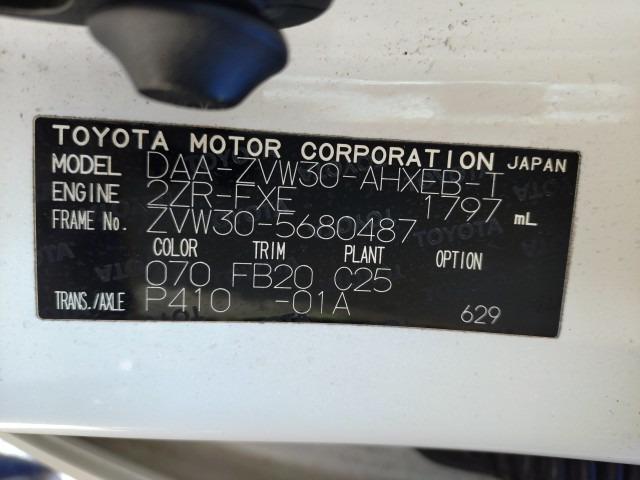 TOYOTA MOTOR CORPORATION JAPAN
MODEL DAA-ZVW30-AHXEB-T
ENGINE 2ZR-FXE 1797 mL
FRAME No. ZVW30-5680487
COLOR TRIM PLANT OPTION
070 FB20 C25
TRANS./AXLE P410 -01A
629